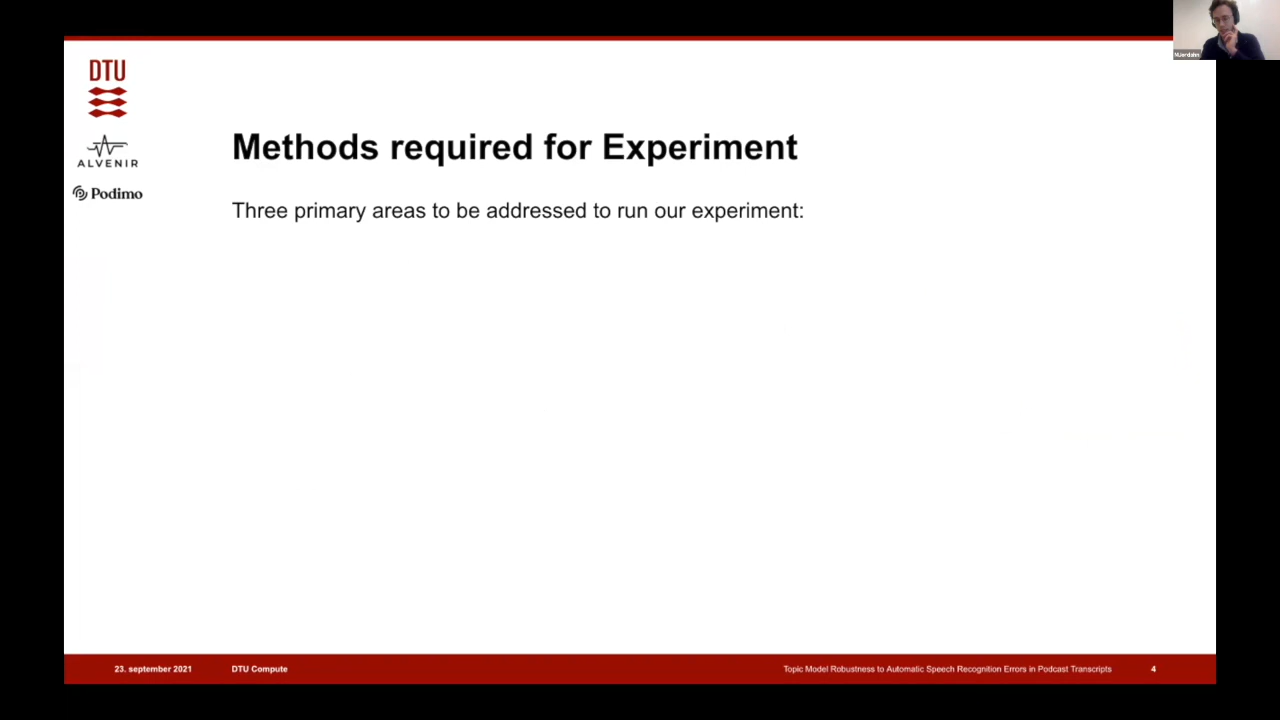 DTU
ALVENIR
Podimo
Methods required for Experiment
Three primary areas to be addressed to run our experiment:
23. september 2021
DTU Compute
Topic Model Robustness to Automatic Speech Recognition Errors in Podcast Transcripts
4